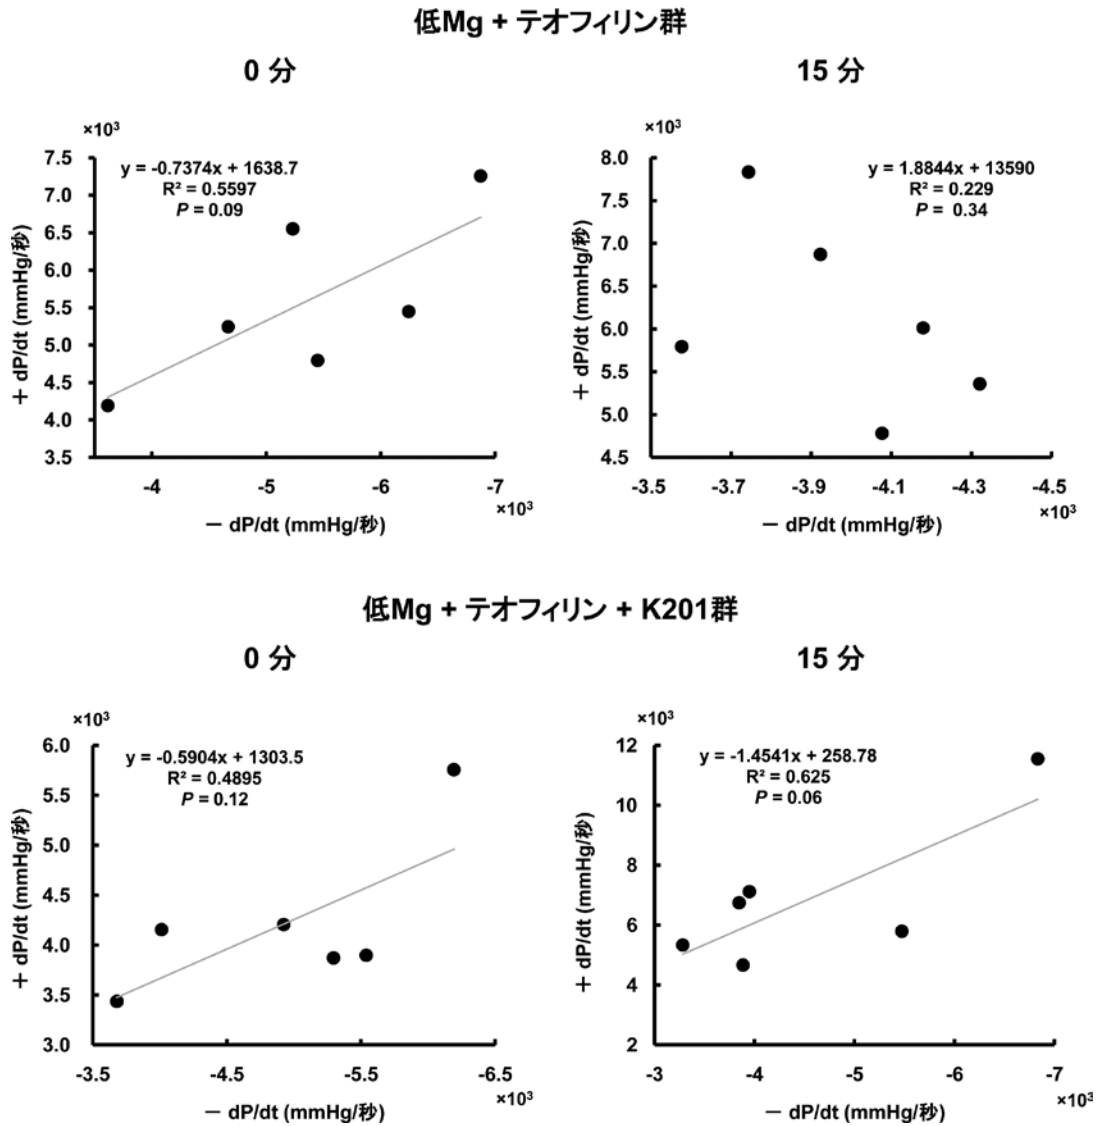 低Mg + テオフィリン群
0 分
15 分
×10³
7.5
7.0
6.5
6.0
5.5
5.0
4.5
4.0
3.5
y = -0.7374x + 1638.7
R² = 0.5597
P = 0.09
＋ dP/dt (mmHg/秒)
-4
-5
-6
-7
×10³
－ dP/dt (mmHg/秒)
×10³
8.0
7.5
7.0
6.5
6.0
5.5
5.0
4.5
y = 1.8844x + 13590
R² = 0.229
P = 0.34
＋ dP/dt (mmHg/秒)
-3.5
-3.7
-3.9
-4.1
-4.3
-4.5
×10³
－ dP/dt (mmHg/秒)
低Mg + テオフィリン + K201群
0 分
15 分
×10³
6.0
5.5
5.0
4.5
4.0
3.5
3.0
y = -0.5904x + 1303.5
R² = 0.4895
P = 0.12
＋ dP/dt (mmHg/秒)
-3.5
-4.5
-5.5
-6.5
×10³
－ dP/dt (mmHg/秒)
×10³
12
10
8
6
4
2
y = -1.4541x + 258.78
R² = 0.625
P = 0.06
＋ dP/dt (mmHg/秒)
-3
-4
-5
-6
-7
×10³
－ dP/dt (mmHg/秒)